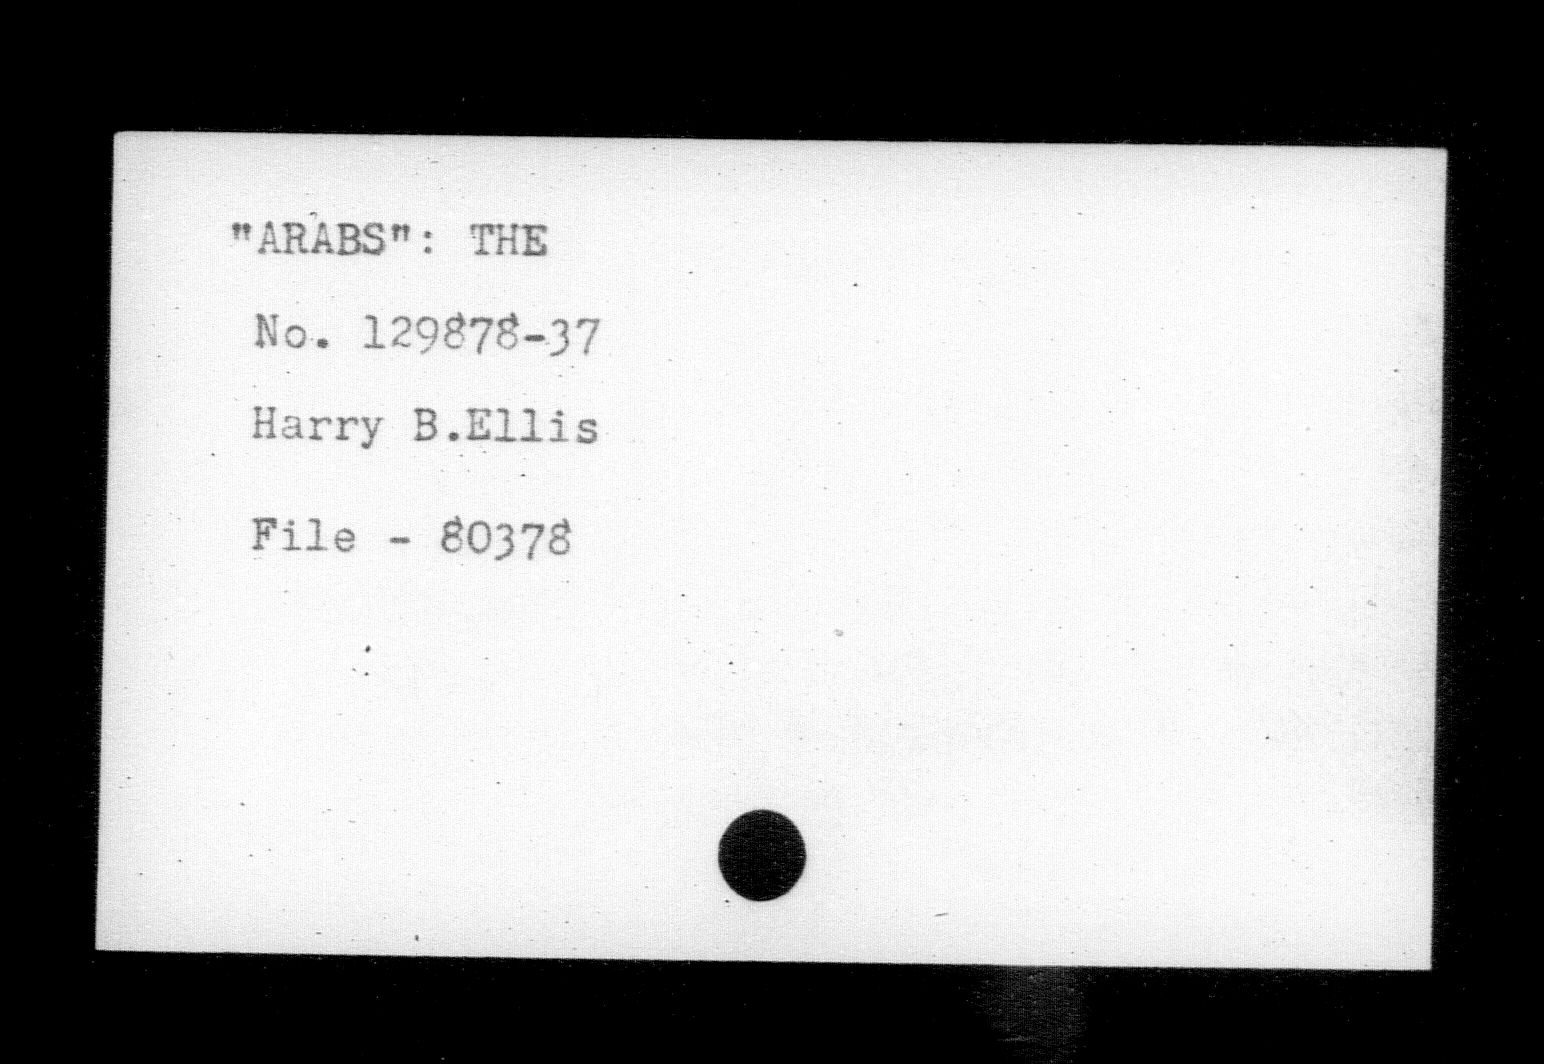 "ARABS": THE
No. 129878-37
Harry B.Ellis
File - 80378